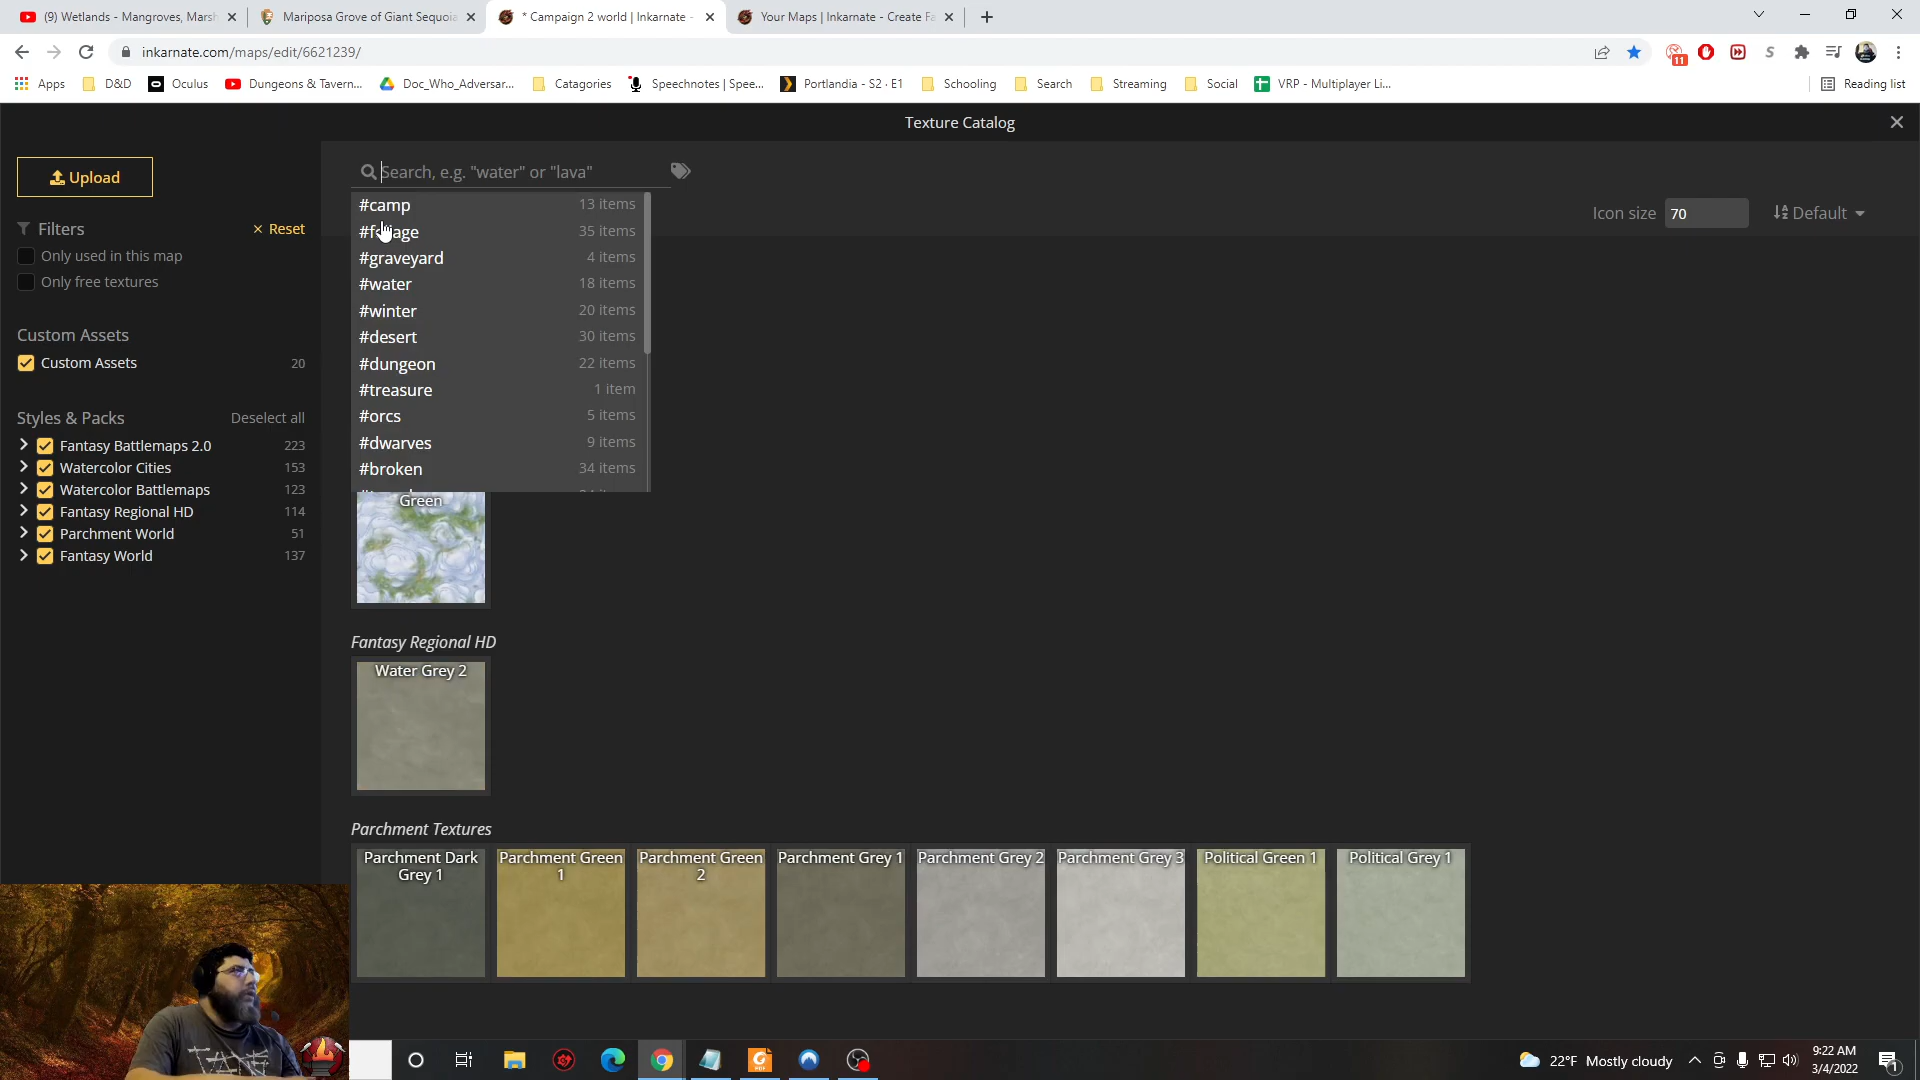 (9) Wetlands - Mangroves, Marsh
Mariposa Grove of Giant Sequoia
* Campaign 2 world | Inkarnate -
Your Maps | Inkarnate - Create Fa
inkarnate.com/maps/edit/6621239/
11
Apps
D&D
Oculus
Dungeons & Tavern...
Doc_Who_Adversar...
Catagories
Speechnotes | Spee...
Portlandia - S2 · E1
Schooling
Search
Streaming
Social
VRP - Multiplayer Li...
Reading list
Texture Catalog
Upload
Search, e.g. "water" or "lava"
Filters
Reset
Only used in this map
Only free textures
Icon size 70
Default
#camp 13 items
35 items
#graveyard 4 items
#water 18 items
#winter 20 items
#desert 30 items
#dungeon 22 items
#treasure 1 item
#orcs 5 items
#dwarves 9 items
#broken 34 items
Custom Assets
Custom Assets 20
Styles & Packs
Deselect all
Fantasy Battlemaps 2.0 223
Watercolor Cities 153
Watercolor Battlemaps 123
Fantasy Regional HD 114
Parchment World 51
Fantasy World 137
Green
Fantasy Regional HD
Water Grey 2
Parchment Textures
Parchment Dark
Grey 1
Parchment Green
1
Parchment Green
2
Parchment Grey 1
Parchment Grey 2
Parchment Grey 3
Political Green 1
Political Grey 1
22°F Mostly cloudy
9:22 AM
3/4/2022
1